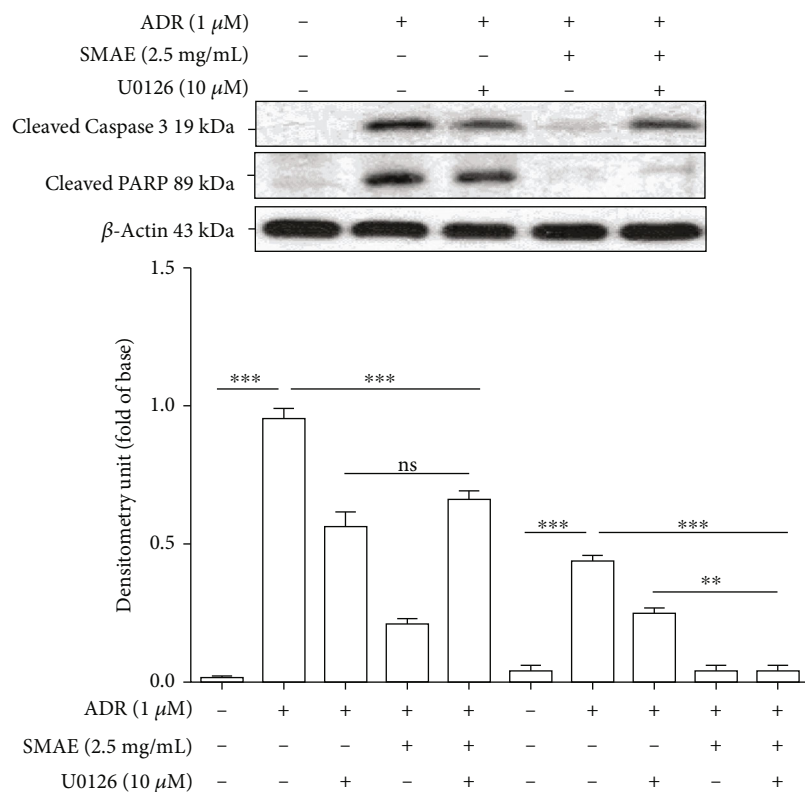 ADR (1 μM) – + + + +
SMAE (2.5 mg/mL) – – – + +
U0126 (10 μM) – – + – +
Cleaved Caspase 3 19 kDa
Cleaved PARP 89 kDa
β-Actin 43 kDa
1.5
*** ***
1.0
ns
*** ***
0.5
**
0.0
Densitometry unit (fold of base)
ADR (1 μM) – + + + + – + + + +
SMAE (2.5 mg/mL) – – – + + – – – + +
U0126 (10 μM) – – + – + – – + – +